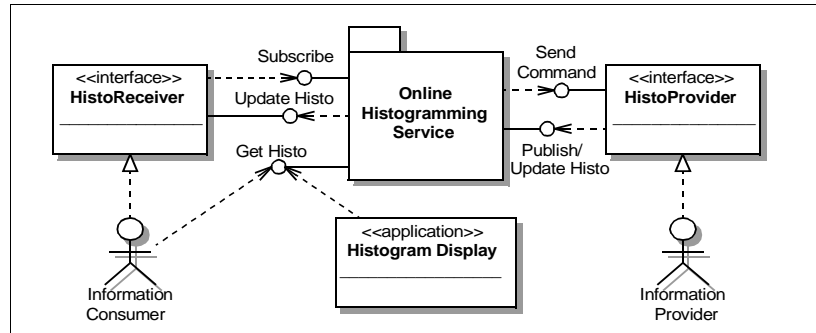 Subscribe
<<interface>>
HistoReceiver
Update Histo
Get Histo
Online
Histogramming
Service
Send
Command
<<interface>>
HistoProvider
Publish/
Update Histo
<<application>>
Histogram Display
Information
Consumer
Information
Provider